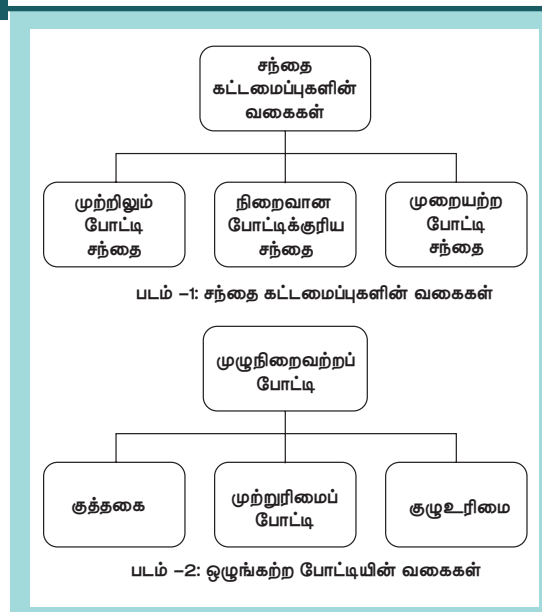 சந்தை
கட்டமைப்புகளின்
வகைகள்
முற்றிலும்
போட்டி
சந்தை
நிறைவான
போட்டிக்குரிய
சந்தை
முறையற்ற
போட்டி
சந்தை
படம் –1: சந்தை கட்டமைப்புகளின் வகைகள்
முழுநிறைவற்றப்
போட்டி
குத்தகை
முற்றுரிமைப்
போட்டி
குழுஉரிமை
படம் –2: ஒழுங்கற்ற போட்டியின் வகைகள்